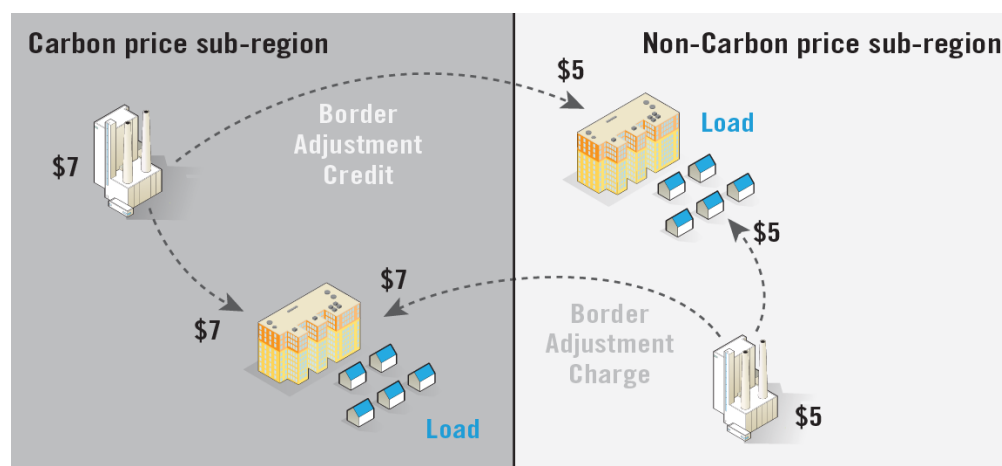 Carbon price sub-region
Non-Carbon price sub-region
$5
Border
Adjustment
Credit
Load
$7
$5
$7
$7
Border
Adjustment
Charge
$5
Load